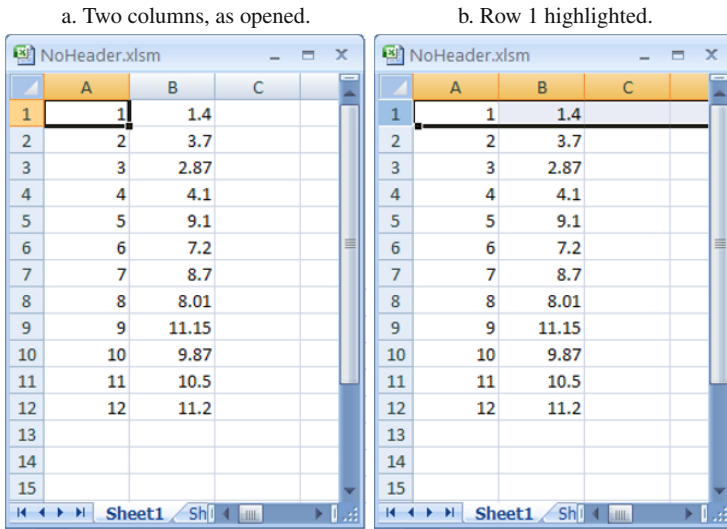 a. Two columns, as opened.
NoHeader.xlsm
A B C
1 1 1.4
2 2 3.7
3 3 2.87
4 4 4.1
5 5 9.1
6 6 7.2
7 7 8.7
8 8 8.01
9 9 11.15
10 10 9.87
11 11 10.5
12 12 11.2
13
14
15
Sheet1 Sh
b. Row 1 highlighted.
NoHeader.xlsm
A B C
1 1 1.4
2 2 3.7
3 3 2.87
4 4 4.1
5 5 9.1
6 6 7.2
7 7 8.7
8 8 8.01
9 9 11.15
10 10 9.87
11 11 10.5
12 12 11.2
13
14
15
Sheet1 Sh